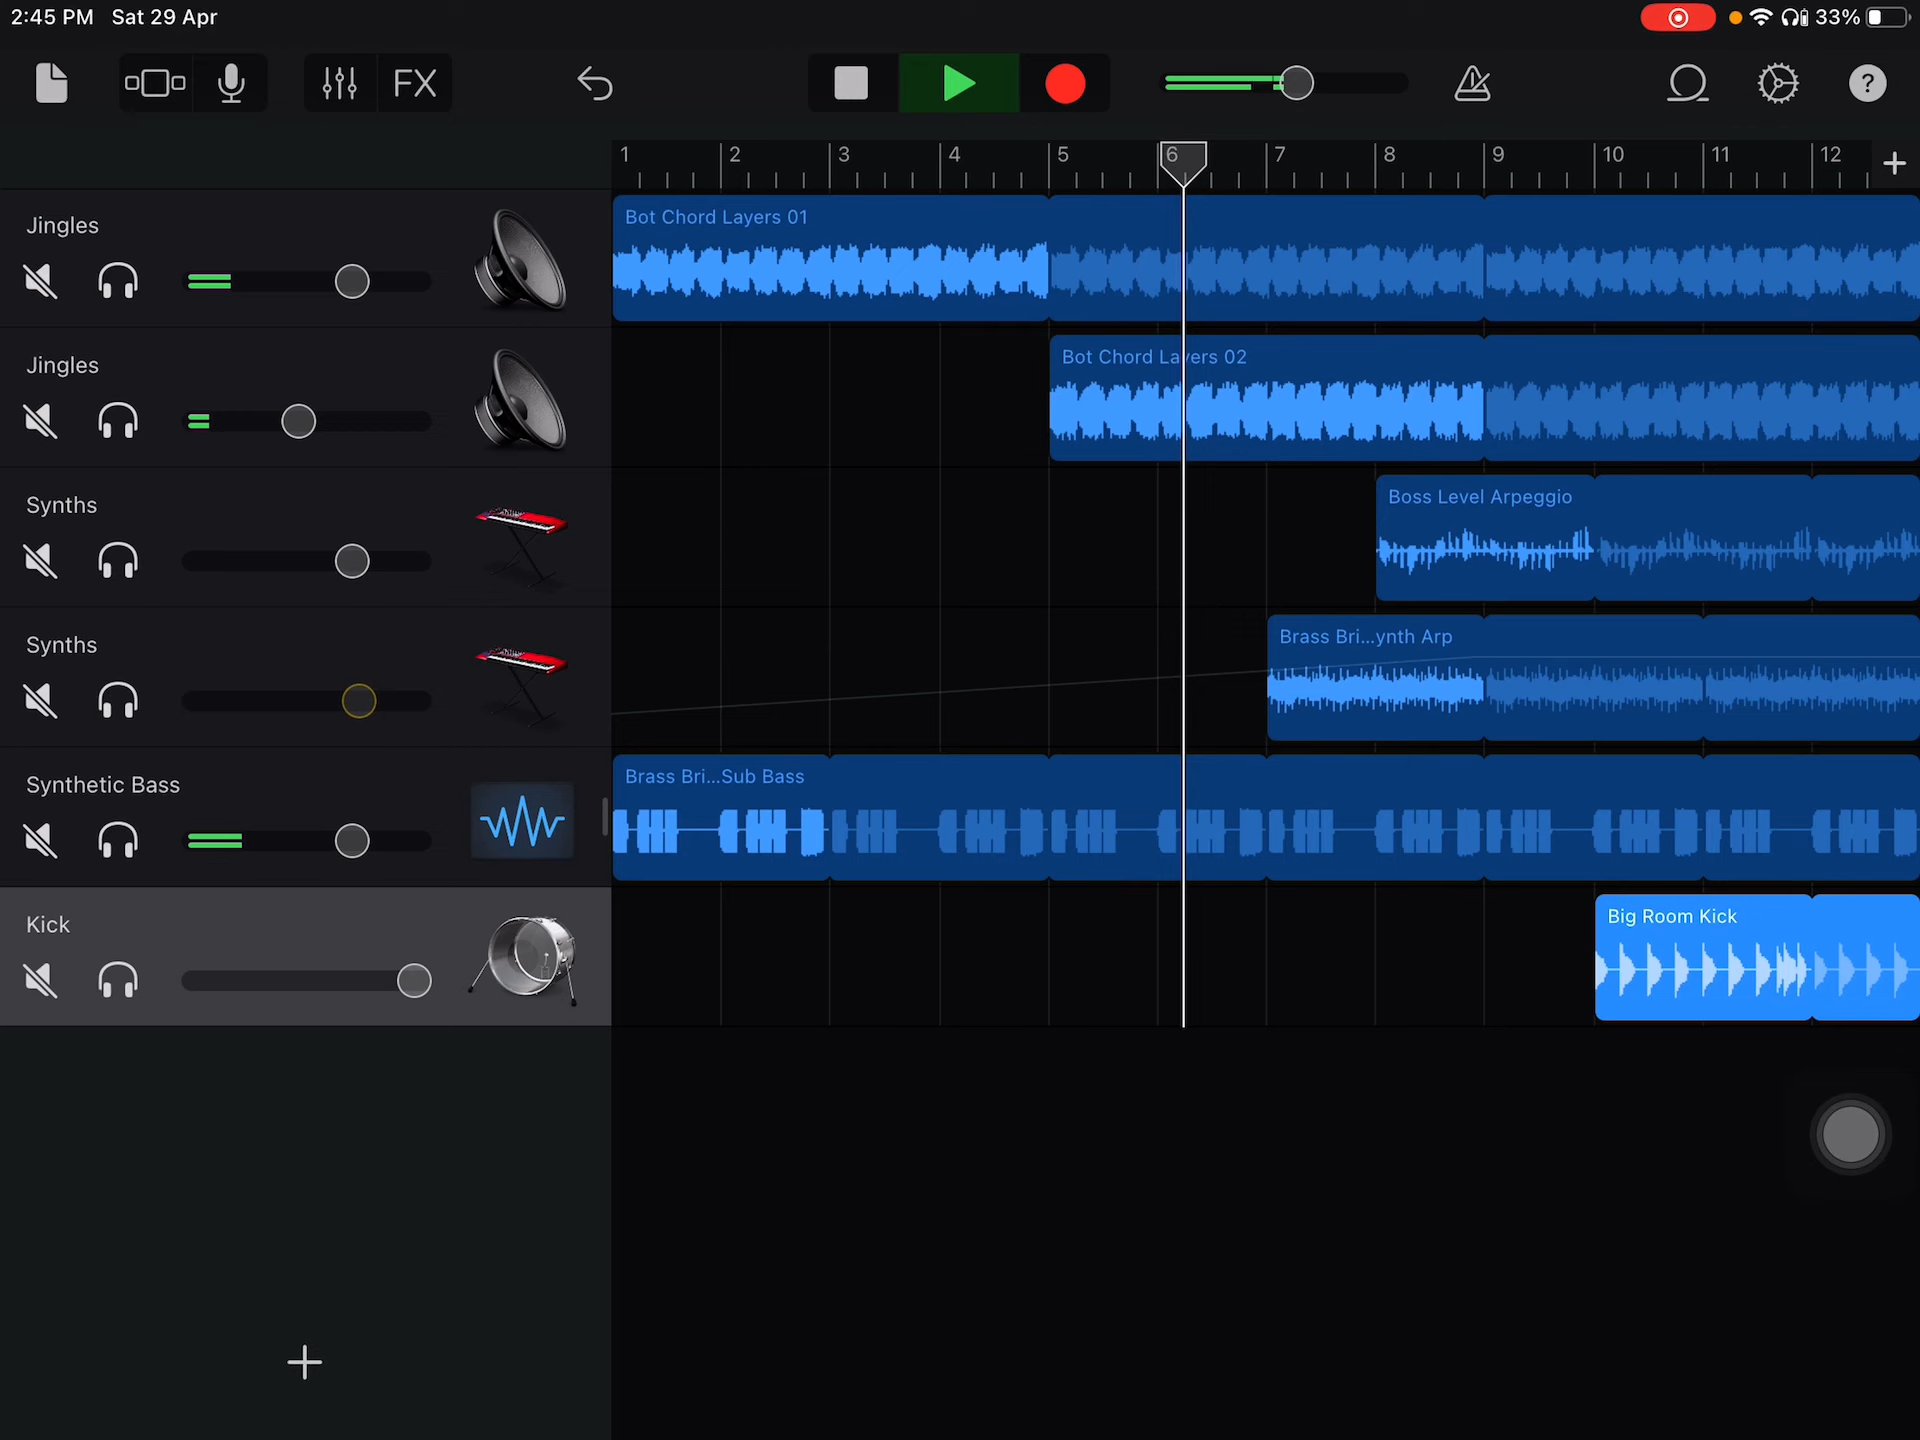 2:45 PM Sat 29 Apr
33%
FX
?
1 2 3 4 5 6 7 8 9 10 11 12
Jingles
Bot Chord Layers 01
Jingles
Bot Chord Layers 02
Synths
Boss Level Arpeggio
Synths
Brass Bri...ynth Arp
Synthetic Bass
Brass Bri...Sub Bass
Kick
Big Room Kick